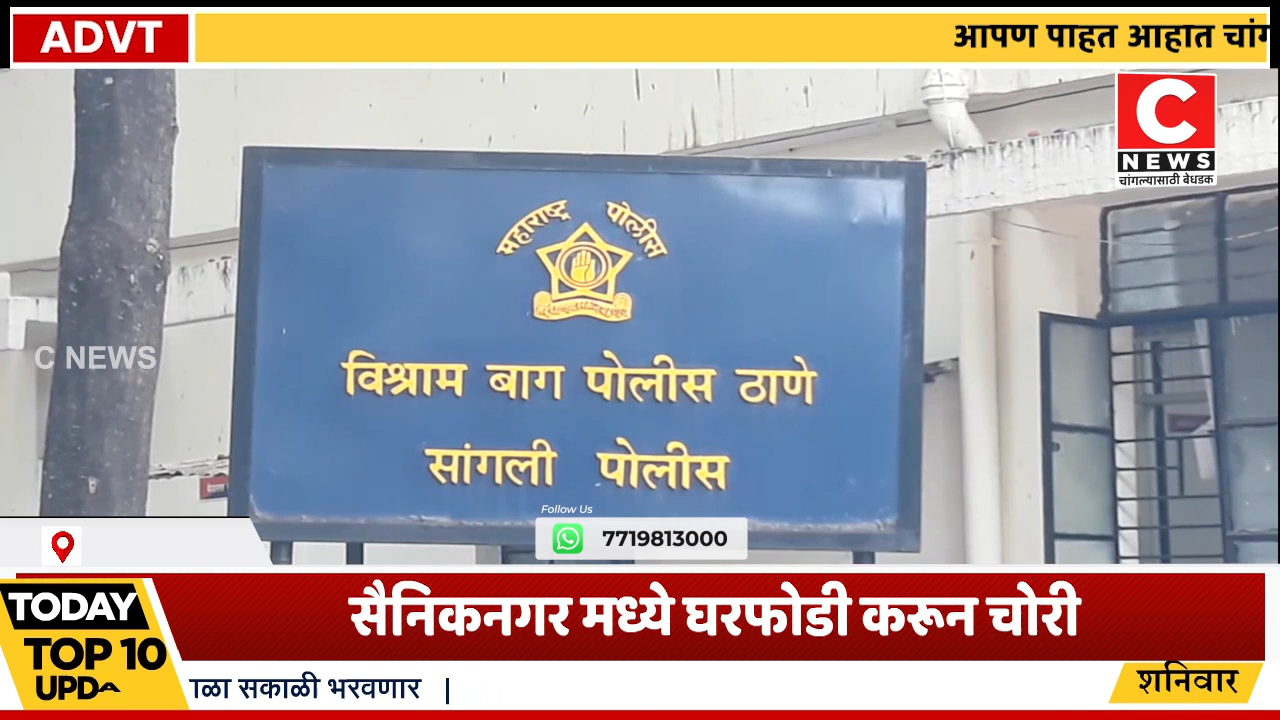 ADVT
आपण पाहत आहात
C
NEWS
चांगल्यासाठी बेधडक
महाराष्ट्र पोलीस
C NEWS
विश्राम बाग पोलीस ठाणे
सांगली पोलीस
Follow Us
7719813000
TODAY
TOP 10
सैनिकनगर मध्ये घरफोडी करून चोरी
सकाळी भरवणार |
शनिवार